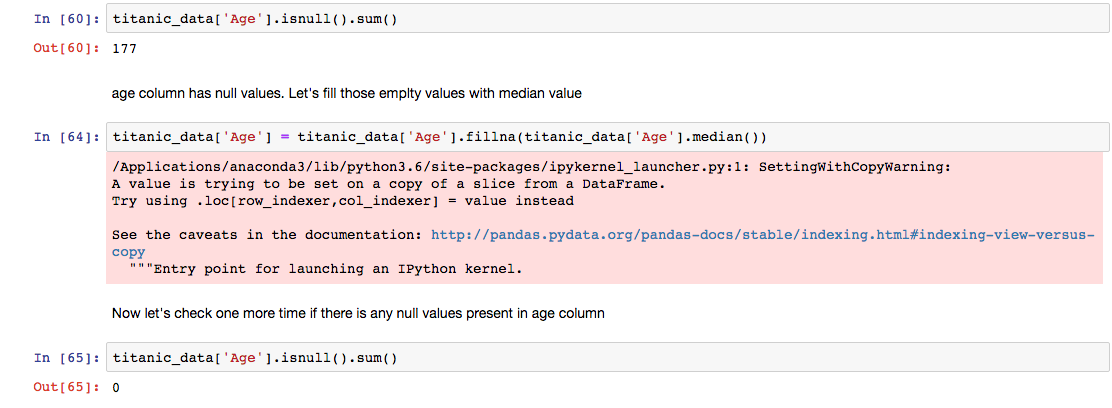 In [60]: titanic_data['Age'].isnull().sum()
Out[60]: 177
age column has null values. Let's fill those emplty values with median value
In [64]: titanic_data['Age'] = titanic_data['Age'].fillna(titanic_data['Age'].median())
/Applications/anaconda3/lib/python3.6/site-packages/ipykernel_launcher.py:1: SettingWithCopyWarning:
A value is trying to be set on a copy of a slice from a DataFrame.
Try using .loc[row_indexer,col_indexer] = value instead
See the caveats in the documentation: http://pandas.pydata.org/pandas-docs/stable/indexing.html#indexing-view-versus-
copy
"""Entry point for launching an IPython kernel.
Now let's check one more time if there is any null values present in age column
In [65]: titanic_data['Age'].isnull().sum()
Out[65]: 0